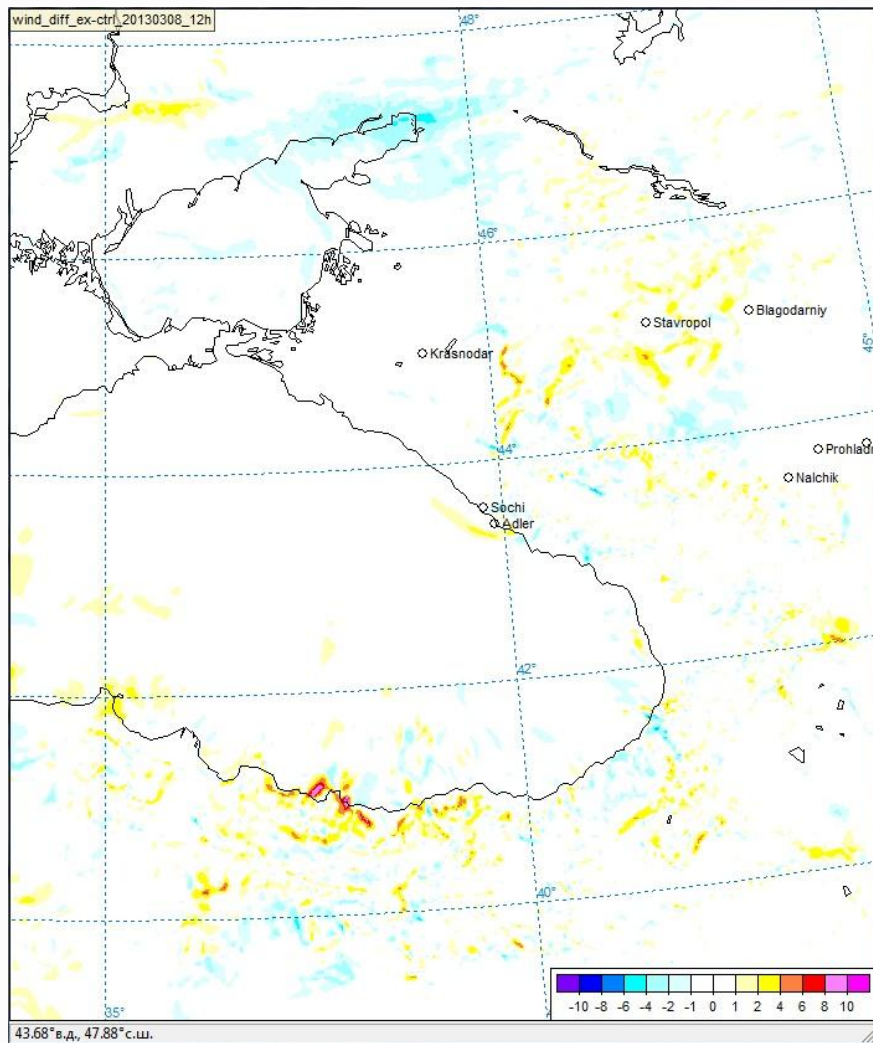 wind_diff_ex-ctrl_20130308_12h
48°
46°
Blagodarniy
Stavropol
45°
Krasnodar
44°
Prohlad
Nalchik
Sochi
Adler
42°
40°
35°
-10 -8 -6 -4 -2 -1 0 1 2 4 6 8 10
43.68°в.д., 47.88°с.ш.